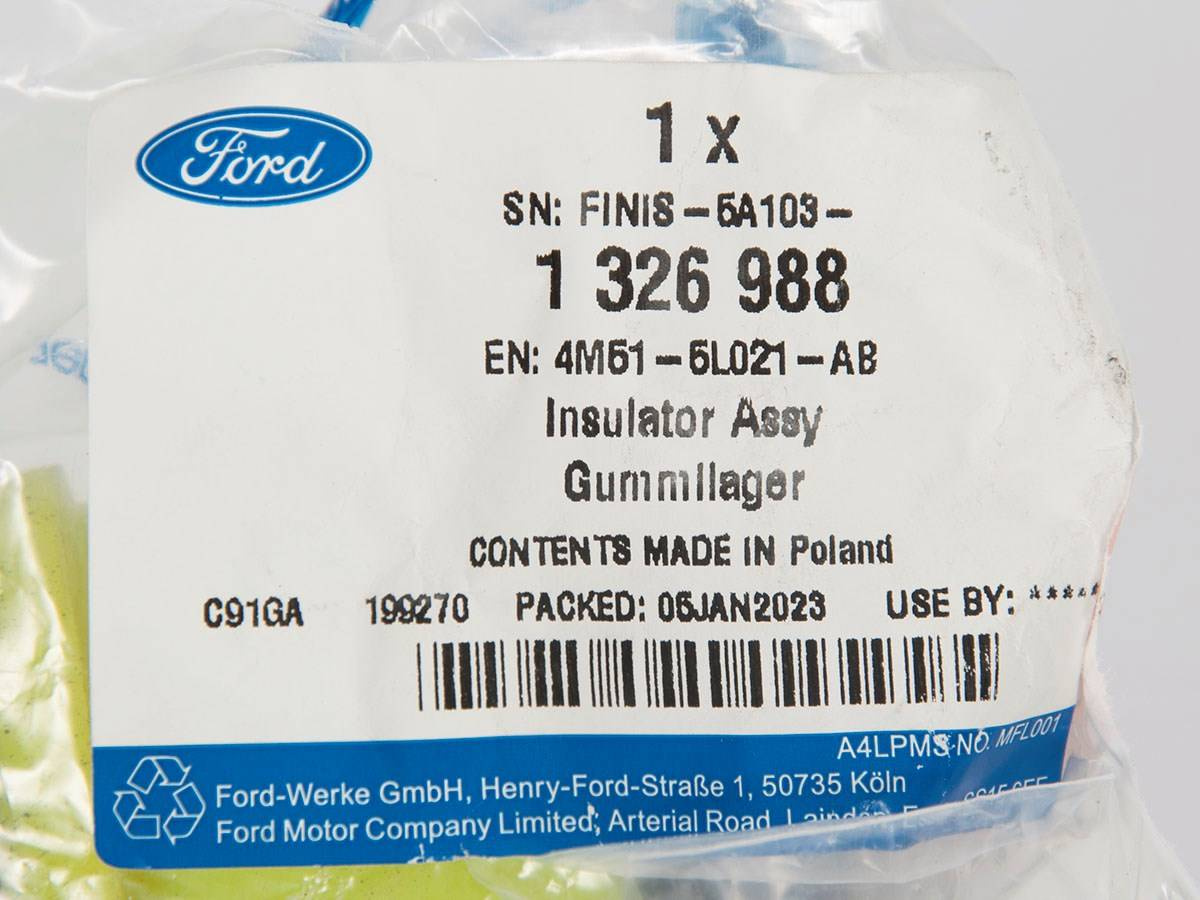 Ford
1 x
SN: FINIS-5A103-
1 326 988
EN: 4M51-5L021-AB
Insulator Assy
Gummilager
CONTENTS MADE IN Poland
C91GA 199270 PACKED: 05JAN2023 USE BY: *****
A4LPMS NO. MFL001
Ford-Werke GmbH, Henry-Ford-Straße 1, 50735 Köln
Ford Motor Company Limited, Arterial Road